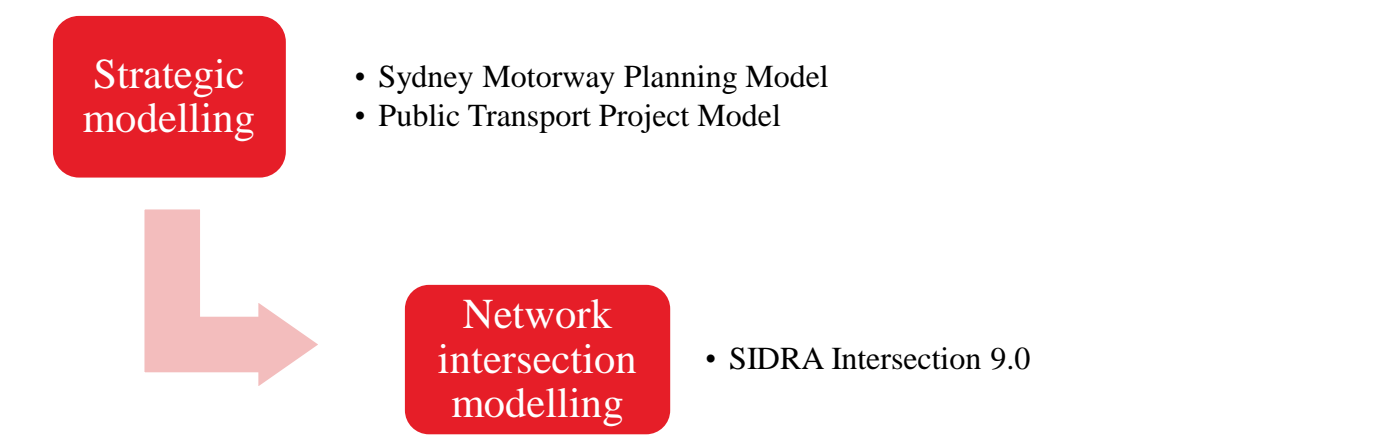 Strategic
modelling
• Sydney Motorway Planning Model
• Public Transport Project Model
Network
intersection
modelling
• SIDRA Intersection 9.0